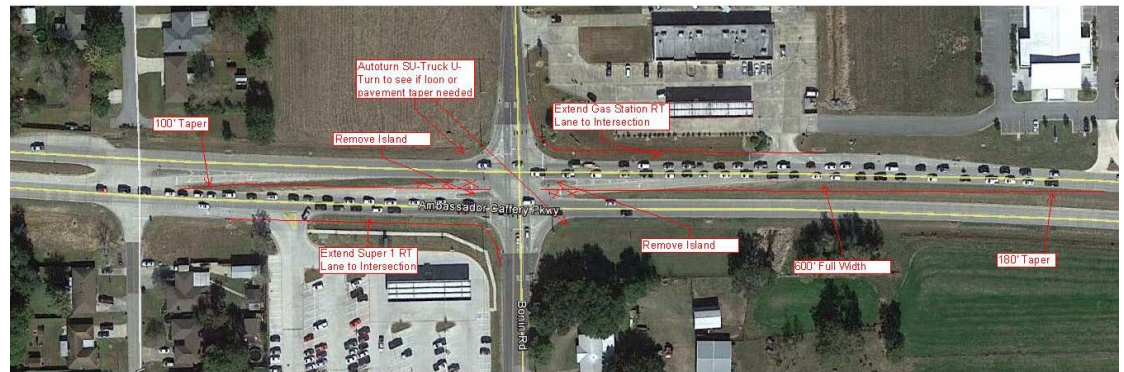 Autoturn SU-Truck U-
Turn to see if loon or
pavement taper needed
Extend Gas Station RT
Lane to Intersection
100' Taper
Remove Island
Ambassador Caffery Pkwy
Remove Island
Extend Super 1 RT
Lane to Intersection
600' Full Width
180' Taper
Bonin Rd